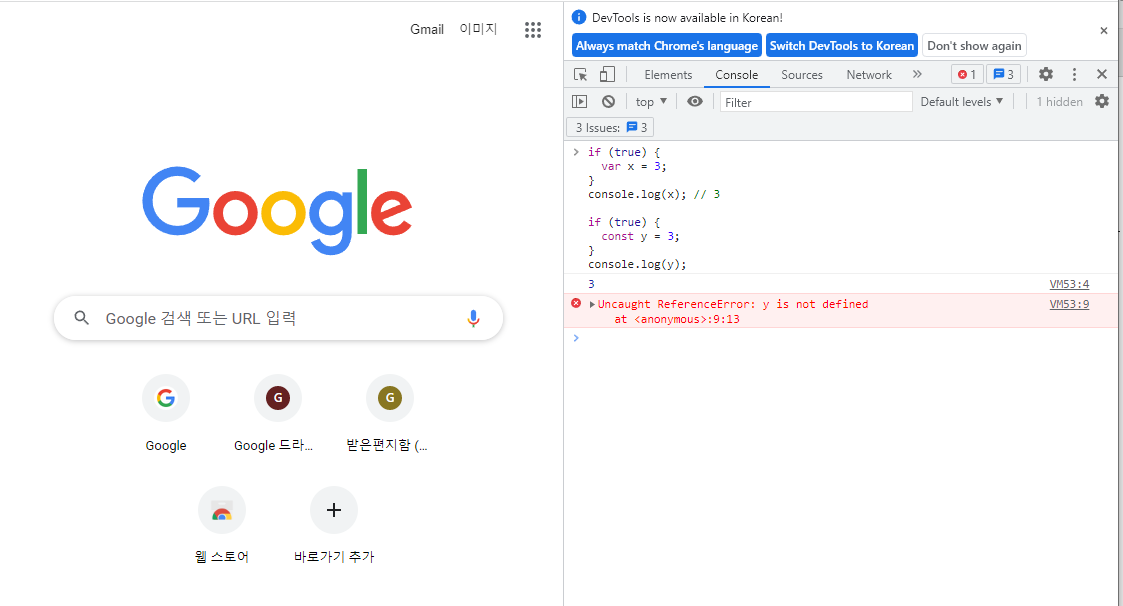 Gmail 이미지
Google
Google 검색 또는 URL 입력
G
G
Google
Google 드라...
받은편지함 (...
웹 스토어
바로가기 추가
DevTools is now available in Korean!
Always match Chrome's language Switch DevTools to Korean Don't show again
Elements Console Sources Network 1 3
top Filter Default levels 1 hidden
3 Issues: 3
if (true) {
  var x = 3;
}
console.log(x); // 3
if (true) {
  const y = 3;
}
console.log(y);
3 VM53:4
Uncaught ReferenceError: y is not defined VM53:9
at <anonymous>:9:13